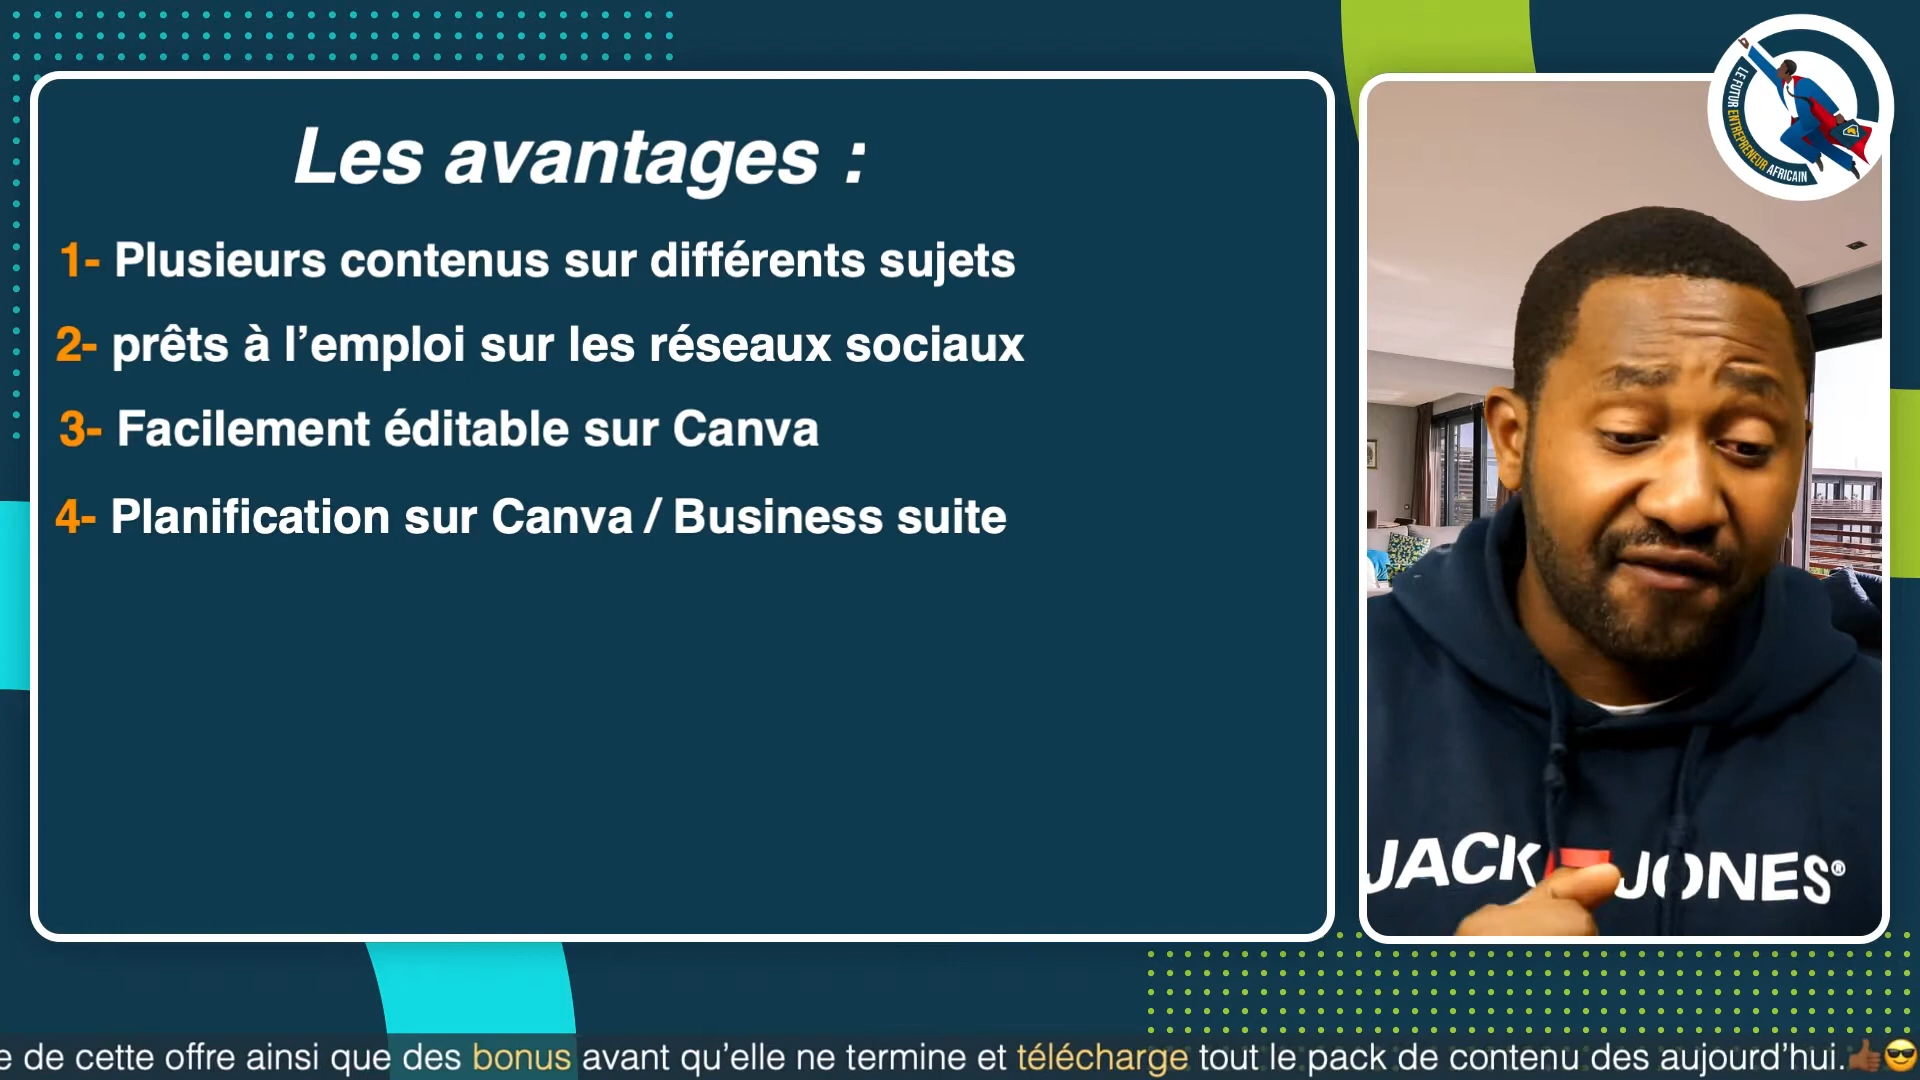 Les avantages :
1- Plusieurs contenus sur différents sujets
2- prêts à l’emploi sur les réseaux sociaux
3- Facilement éditable sur Canva
4- Planification sur Canva / Business suite
LE FUTUR ENTREPRENEUR AFRICAIN
JACK JONES®
e de cette offre ainsi que des bonus avant qu’elle ne termine et télécharge tout le pack de contenu des aujourd’hui.👍🏾😎